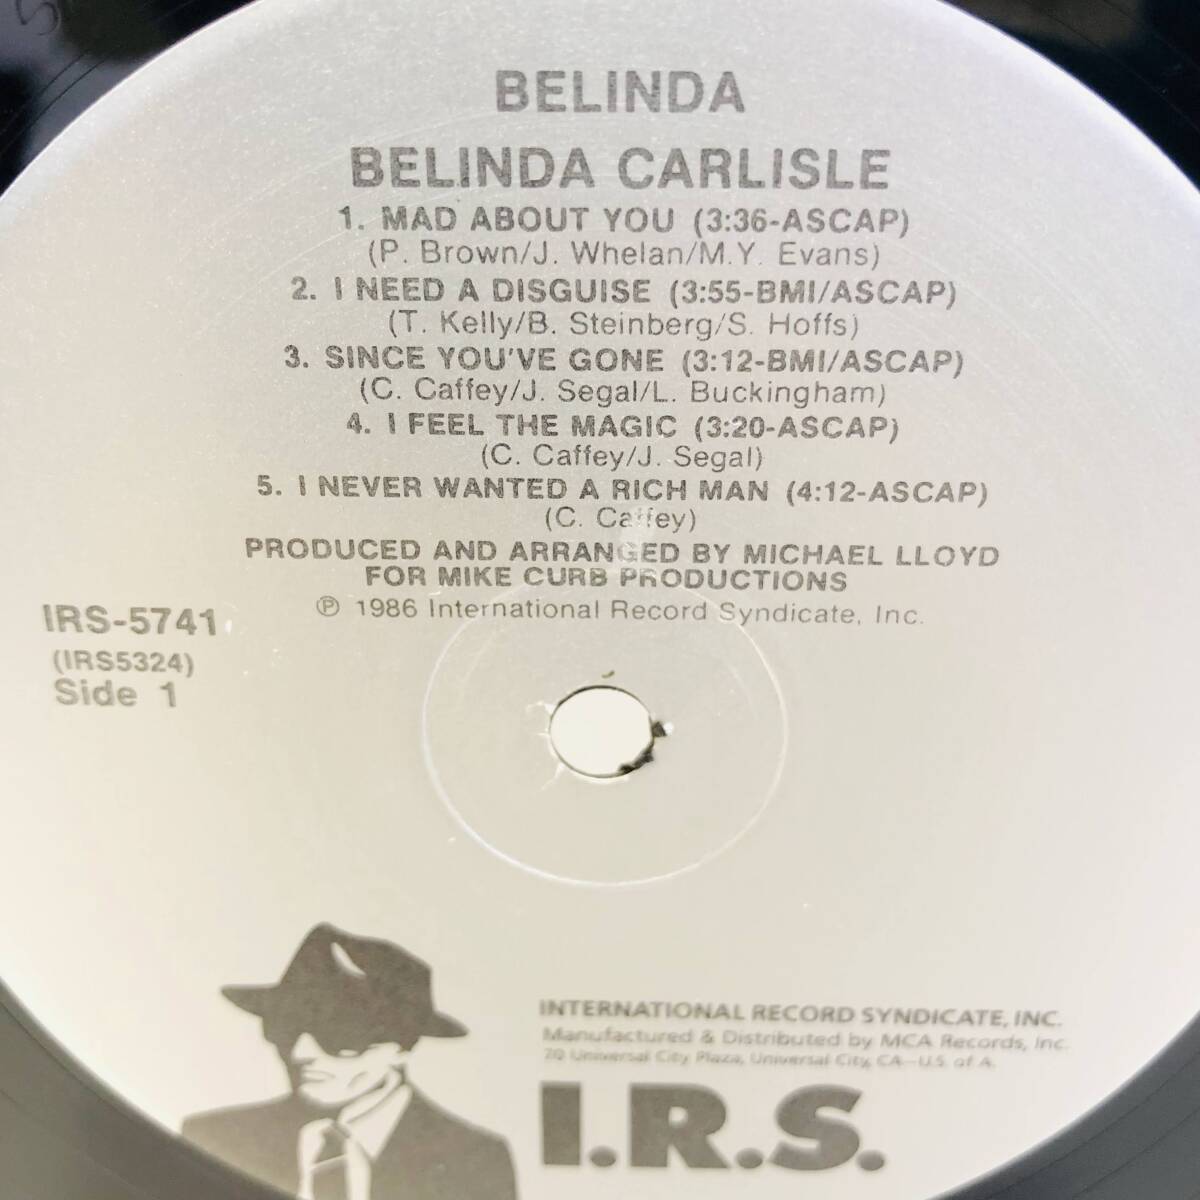 BELINDA
BELINDA CARLISLE
1. MAD ABOUT YOU (3:36-ASCAP)
(P. Brown/J. Whelan/M.Y. Evans)
2. I NEED A DISGUISE (3:55-BMI/ASCAP)
(T. Kelly/B. Steinberg/S. Hoffs)
3. SINCE YOU'VE GONE (3:12-BMI/ASCAP)
(C. Caffey/J. Segal/L. Buckingham)
4. I FEEL THE MAGIC (3:20-ASCAP)
(C. Caffey/J. Segal)
5. I NEVER WANTED A RICH MAN (4:12-ASCAP)
(C. Caffey)
PRODUCED AND ARRANGED BY MICHAEL LLOYD
FOR MIKE CURB PRODUCTIONS
℗ 1986 International Record Syndicate, Inc.
IRS-5741
(IRS5324)
Side 1
INTERNATIONAL RECORD SYNDICATE, INC.
Manufactured & Distributed by MCA Records, Inc.
70 Universal City Plaza, Universal City, CA—U.S. of A.
I.R.S.